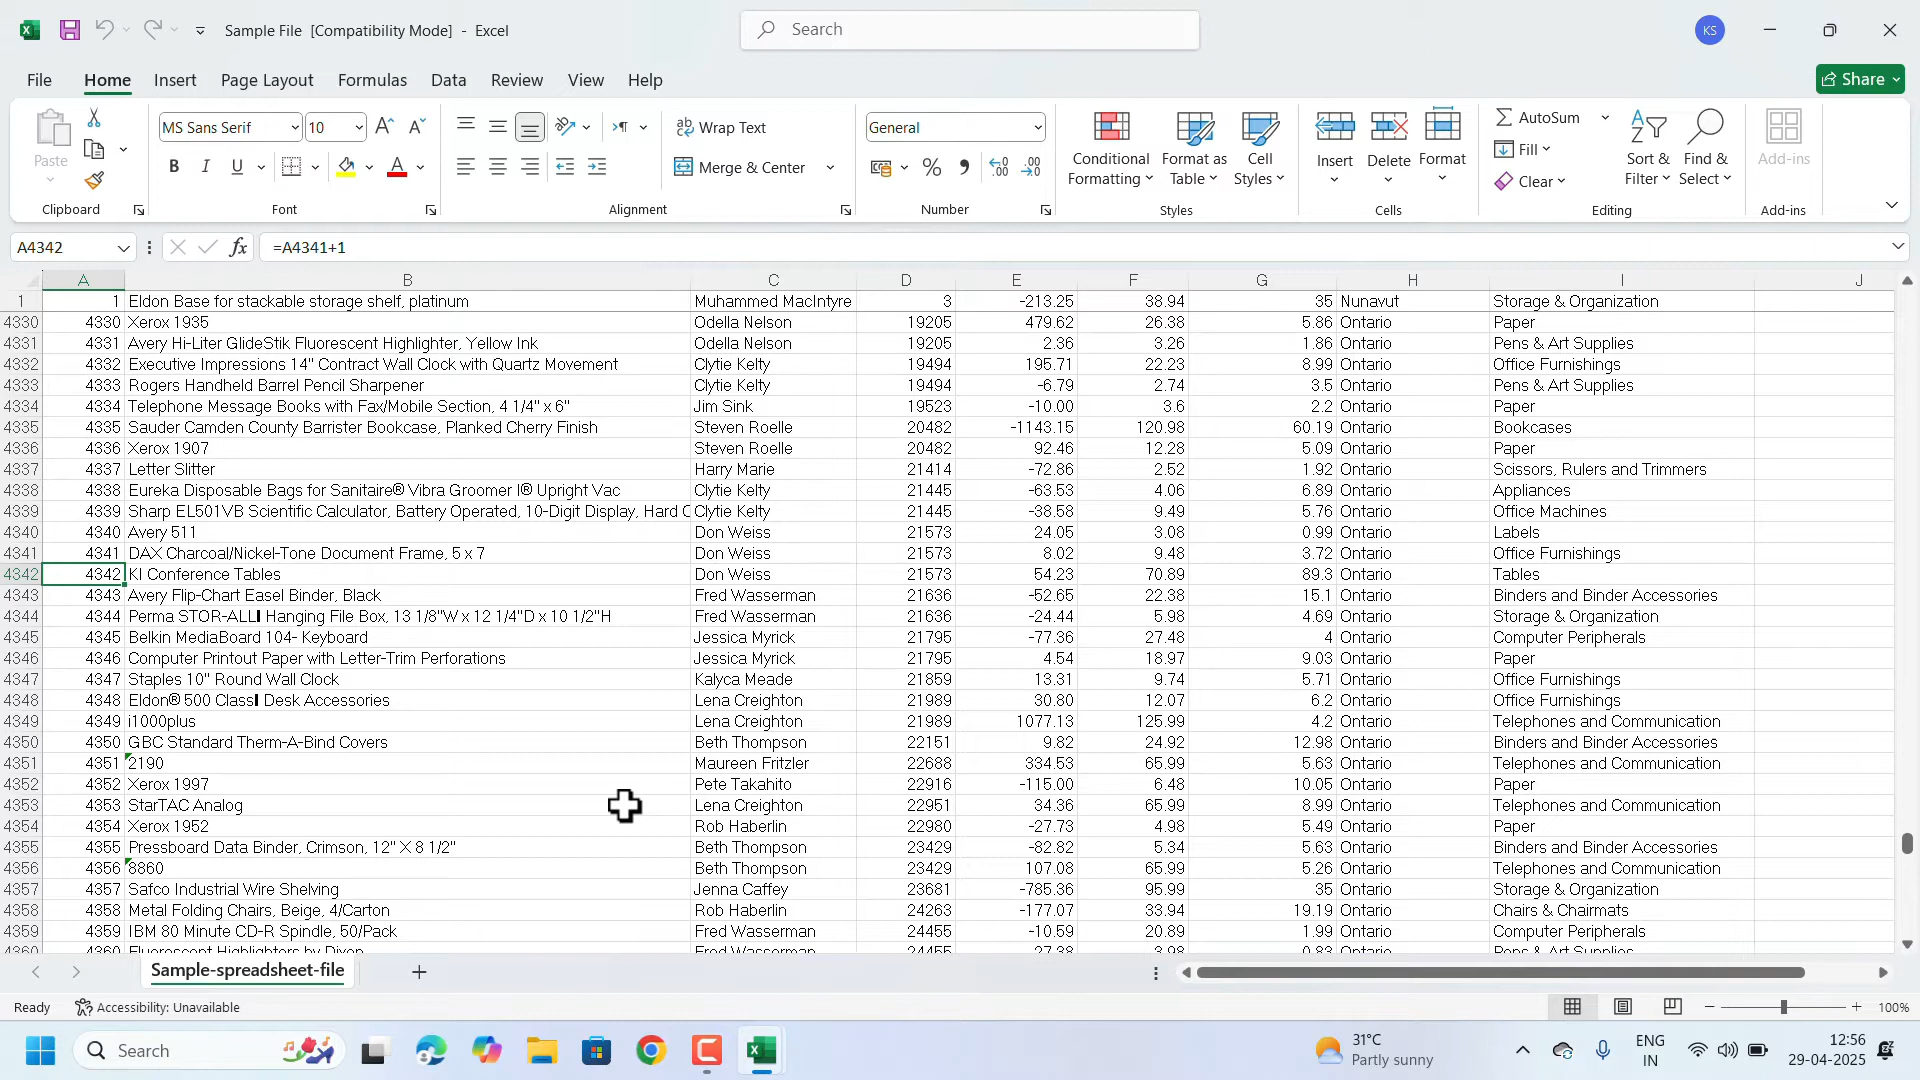 Sample File [Compatibility Mode] - Excel
Search
KS
File Home Insert Page Layout Formulas Data Review View Help
Share
Paste
MS Sans Serif 10
B I U
Wrap Text
Merge & Center
General
Conditional Formatting
Format as Table
Cell Styles
Insert
Delete
Format
AutoSum
Fill
Clear
Sort & Filter
Find & Select
Add-ins
Clipboard Font Alignment Number Styles Cells Editing Add-ins
A4342 fx =A4341+1
A B C D E F G H I J
1 1 Eldon Base for stackable storage shelf, platinum Muhammed MacIntyre 3 -213.25 38.94 35 Nunavut Storage & Organization
4330 4330 Xerox 1935 Odella Nelson 19205 479.62 26.38 5.86 Ontario Paper
4331 4331 Avery Hi-Liter GlideStik Fluorescent Highlighter, Yellow Ink Odella Nelson 19205 2.36 3.26 1.86 Ontario Pens & Art Supplies
4332 4332 Executive Impressions 14" Contract Wall Clock with Quartz Movement Clytie Kelty 19494 195.71 22.23 8.99 Ontario Office Furnishings
4333 4333 Rogers Handheld Barrel Pencil Sharpener Clytie Kelty 19494 -6.79 2.74 3.5 Ontario Pens & Art Supplies
4334 4334 Telephone Message Books with Fax/Mobile Section, 4 1/4" x 6" Jim Sink 19523 -10.00 3.6 2.2 Ontario Paper
4335 4335 Sauder Camden County Barrister Bookcase, Planked Cherry Finish Steven Roelle 20482 -1143.15 120.98 60.19 Ontario Bookcases
4336 4336 Xerox 1907 Steven Roelle 20482 92.46 12.28 5.09 Ontario Paper
4337 4337 Letter Slitter Harry Marie 21414 -72.86 2.52 1.92 Ontario Scissors, Rulers and Trimmers
4338 4338 Eureka Disposable Bags for Sanitaire® Vibra Groomer I® Upright Vac Clytie Kelty 21445 -63.53 4.06 6.89 Ontario Appliances
4339 4339 Sharp EL501VB Scientific Calculator, Battery Operated, 10-Digit Display, Hard C Clytie Kelty 21445 -38.58 9.49 5.76 Ontario Office Machines
4340 4340 Avery 511 Don Weiss 21573 24.05 3.08 0.99 Ontario Labels
4341 4341 DAX Charcoal/Nickel-Tone Document Frame, 5 x 7 Don Weiss 21573 8.02 9.48 3.72 Ontario Office Furnishings
4342 4342 KI Conference Tables Don Weiss 21573 54.23 70.89 89.3 Ontario Tables
4343 4343 Avery Flip-Chart Easel Binder, Black Fred Wasserman 21636 -52.65 22.38 15.1 Ontario Binders and Binder Accessories
4344 4344 Perma STOR-ALL Hanging File Box, 13 1/8"W x 12 1/4"D x 10 1/2"H Fred Wasserman 21636 -24.44 5.98 4.69 Ontario Storage & Organization
4345 4345 Belkin MediaBoard 104- Keyboard Jessica Myrick 21795 -77.36 27.48 4 Ontario Computer Peripherals
4346 4346 Computer Printout Paper with Letter-Trim Perforations Jessica Myrick 21795 4.54 18.97 9.03 Ontario Paper
4347 4347 Staples 10" Round Wall Clock Kalyca Meade 21859 13.31 9.74 5.71 Ontario Office Furnishings
4348 4348 Eldon® 500 Class Desk Accessories Lena Creighton 21989 30.80 12.07 6.2 Ontario Office Furnishings
4349 4349 i1000plus Lena Creighton 21989 1077.13 125.99 4.2 Ontario Telephones and Communication
4350 4350 GBC Standard Therm-A-Bind Covers Beth Thompson 22151 9.82 24.92 12.98 Ontario Binders and Binder Accessories
4351 4351 2190 Maureen Fritzler 22688 334.53 65.99 5.63 Ontario Telephones and Communication
4352 4352 Xerox 1997 Pete Takahito 22916 -115.00 6.48 10.05 Ontario Paper
4353 4353 StarTAC Analog Lena Creighton 22951 34.36 65.99 8.99 Ontario Telephones and Communication
4354 4354 Xerox 1952 Rob Haberlin 22980 -27.73 4.98 5.49 Ontario Paper
4355 4355 Pressboard Data Binder, Crimson, 12" X 8 1/2" Beth Thompson 23429 -82.82 5.34 5.63 Ontario Binders and Binder Accessories
4356 4356 8860 Beth Thompson 23429 107.08 65.99 5.26 Ontario Telephones and Communication
4357 4357 Safco Industrial Wire Shelving Jenna Caffey 23681 -785.36 95.99 35 Ontario Storage & Organization
4358 4358 Metal Folding Chairs, Beige, 4/Carton Rob Haberlin 24263 -177.07 33.94 19.19 Ontario Chairs & Chairmats
4359 4359 IBM 80 Minute CD-R Spindle, 50/Pack Fred Wasserman 24455 -10.59 20.89 1.99 Ontario Computer Peripherals
4360 4360 Fluorescent Highlighters by Dixon Fred Wasserman 24455 27.38 3.98 0.83 Ontario Pens & Art Supplies
Sample-spreadsheet-file
Ready Accessibility: Unavailable 100%
Search
31°C
Partly sunny
ENG
IN
12:56
29-04-2025